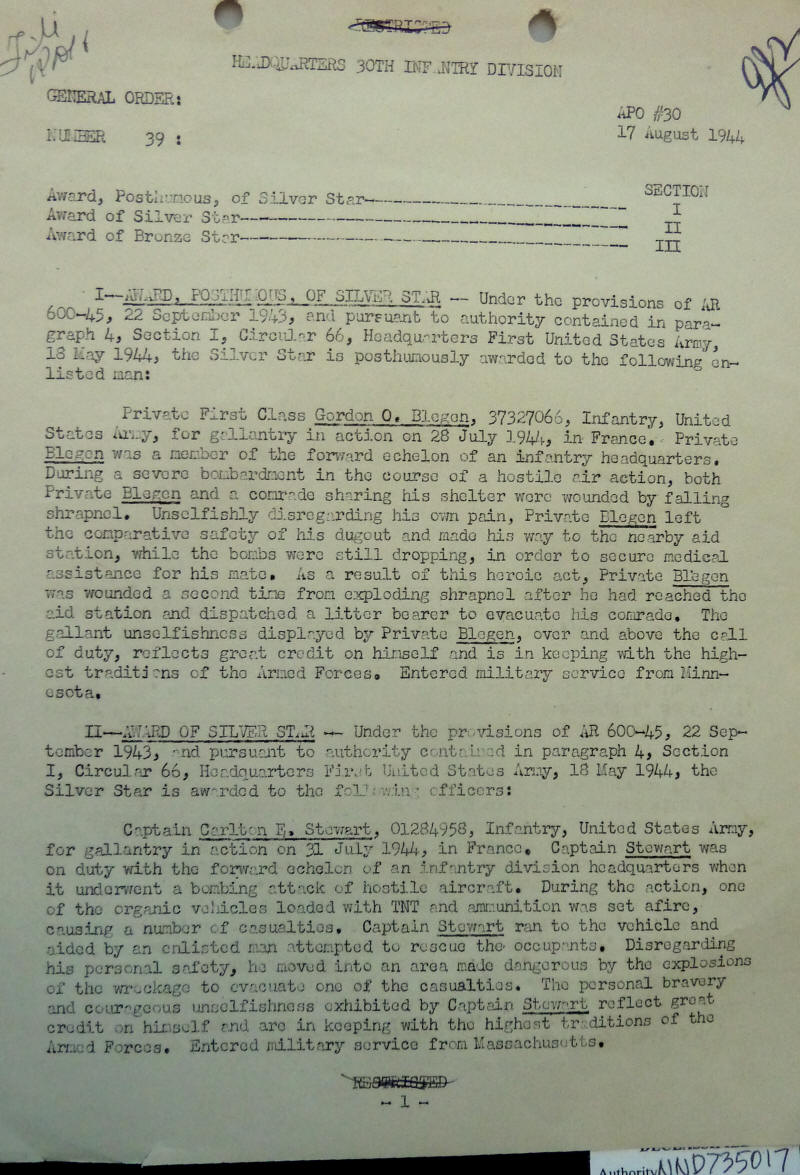 RESTRICTED
HEADQUARTERS 30TH INFANTRY DIVISION
GENERAL ORDER:
APO #30
NUMBER 39 :
17 August 1944
SECTION
Award, Posthumous, of Silver Star I
Award of Silver Star II
Award of Bronze Star III
I--AWARD, POSTHUMOUS, OF SILVER STAR -- Under the provisions of AR
600-45, 22 September 1943, and pursuant to authority contained in para-
graph 4, Section I, Circular 66, Headquarters First United States Army,
18 May 1944, the Silver Star is posthumously awarded to the following en-
listed man:
Private First Class Gordon O. Blegen, 37327066, Infantry, United
States Army, for gallantry in action on 28 July 1944, in France. Private
Blegen was a member of the forward echelon of an infantry headquarters.
During a severe bombardment in the course of a hostile air action, both
Private Blegen and a comrade sharing his shelter were wounded by falling
shrapnel. Unselfishly disregarding his own pain, Private Blegen left
the comparative safety of his dugout and made his way to the nearby aid
station, while the bombs were still dropping, in order to secure medical
assistance for his mate. As a result of this heroic act, Private Blegen
was wounded a second time from exploding shrapnel after he had reached the
aid station and dispatched a litter bearer to evacuate his comrade. The
gallant unselfishness displayed by Private Blegen, over and above the call
of duty, reflects great credit on himself and is in keeping with the high-
est traditions of the Armed Forces. Entered military service from Minn-
esota.
II--AWARD OF SILVER STAR -- Under the provisions of AR 600-45, 22 Sep-
tember 1943, and pursuant to authority contained in paragraph 4, Section
I, Circular 66, Headquarters First United States Army, 18 May 1944, the
Silver Star is awarded to the following officers:
Captain Carlton E. Stewart, 01284958, Infantry, United States Army,
for gallantry in action on 31 July 1944, in France. Captain Stewart was
on duty with the forward echelon of an infantry division headquarters when
it underwent a bombing attack of hostile aircraft. During the action, one
of the organic vehicles loaded with TNT and ammunition was set afire,
causing a number of casualties. Captain Stewart ran to the vehicle and
aided by an enlisted man attempted to rescue the occupants. Disregarding
his personal safety, he moved into an area made dangerous by the explosions
of the wreckage to evacuate one of the casualties. The personal bravery
and courageous unselfishness exhibited by Captain Stewart reflect great
credit on himself and are in keeping with the highest traditions of the
Armed Forces. Entered military service from Massachusetts.
RESTRICTED
- 1 -
Authority NND735017